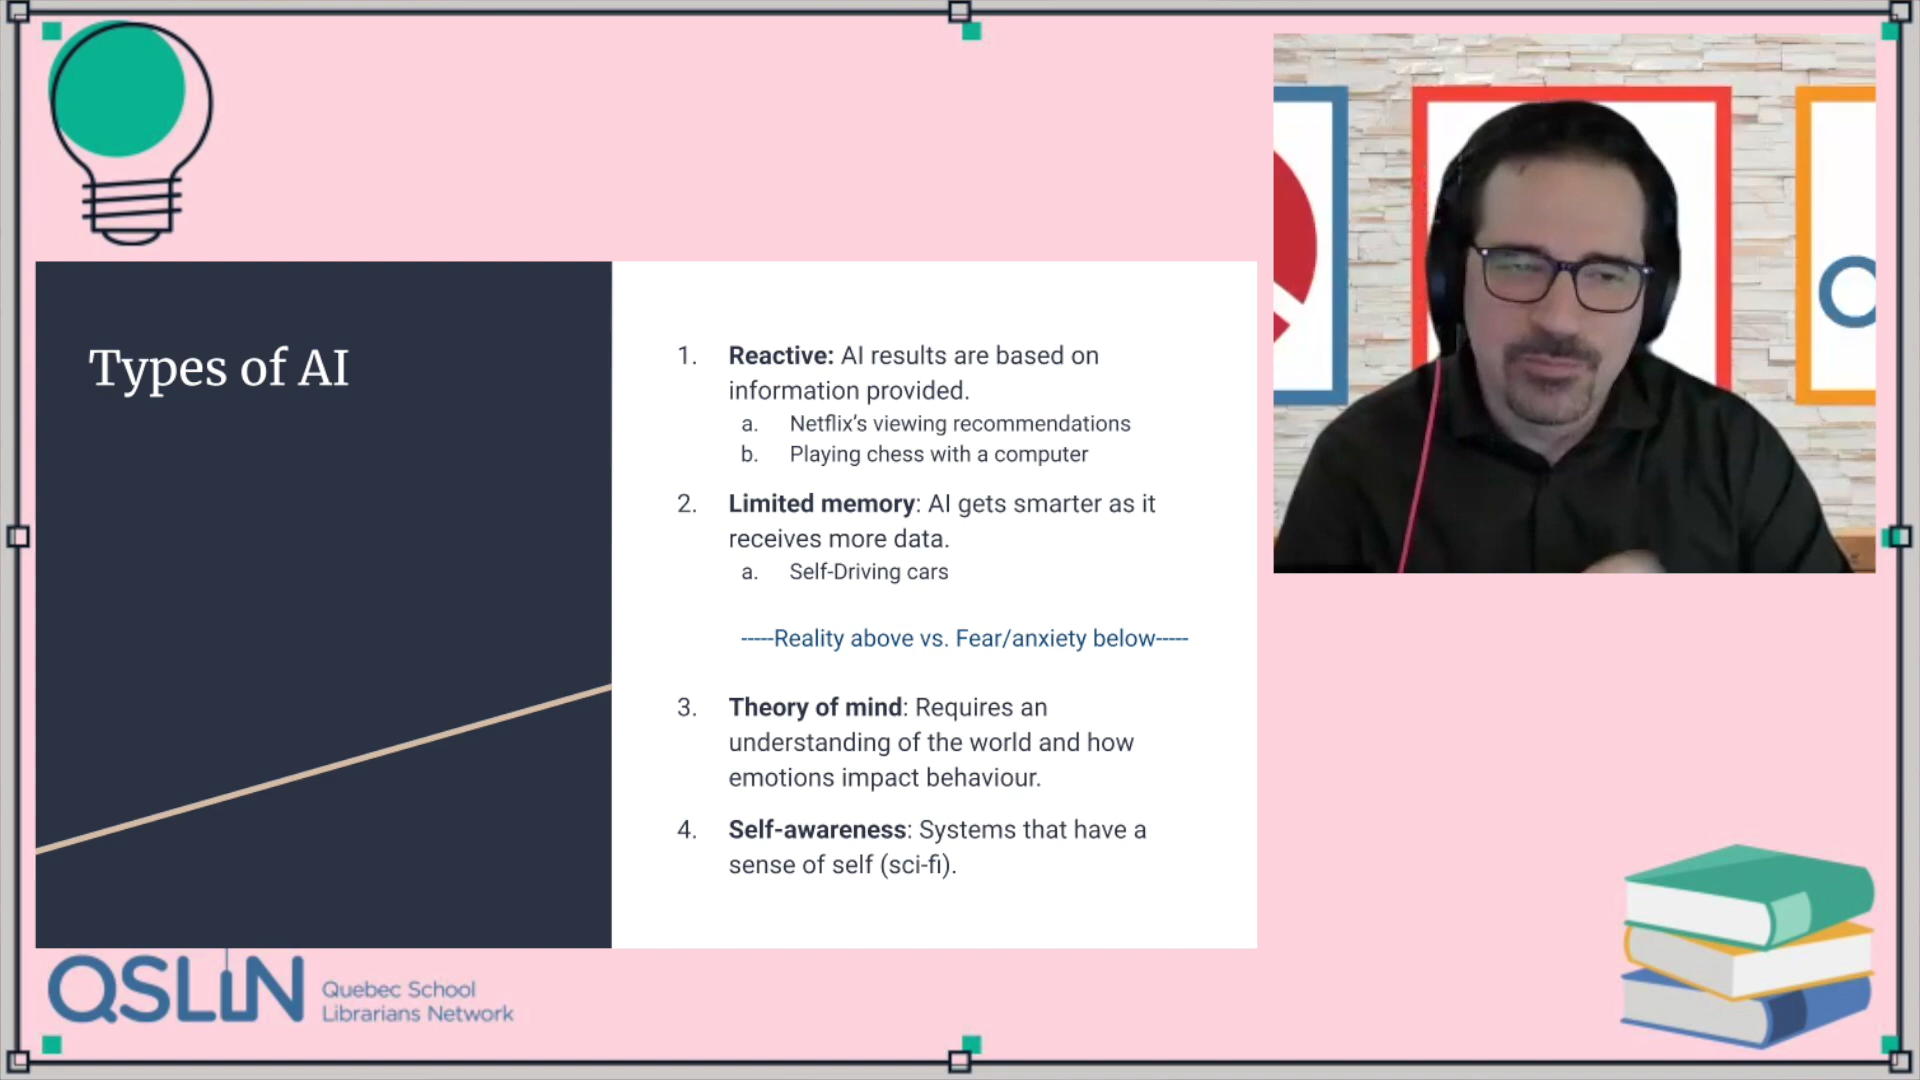 Types of AI
1. Reactive: AI results are based on
information provided.
a. Netflix's viewing recommendations
b. Playing chess with a computer
2. Limited memory: AI gets smarter as it
receives more data.
a. Self-Driving cars
-----Reality above vs. Fear/anxiety below-----
3. Theory of mind: Requires an
understanding of the world and how
emotions impact behaviour.
4. Self-awareness: Systems that have a
sense of self (sci-fi).
QSLiN
Quebec School
Librarians Network